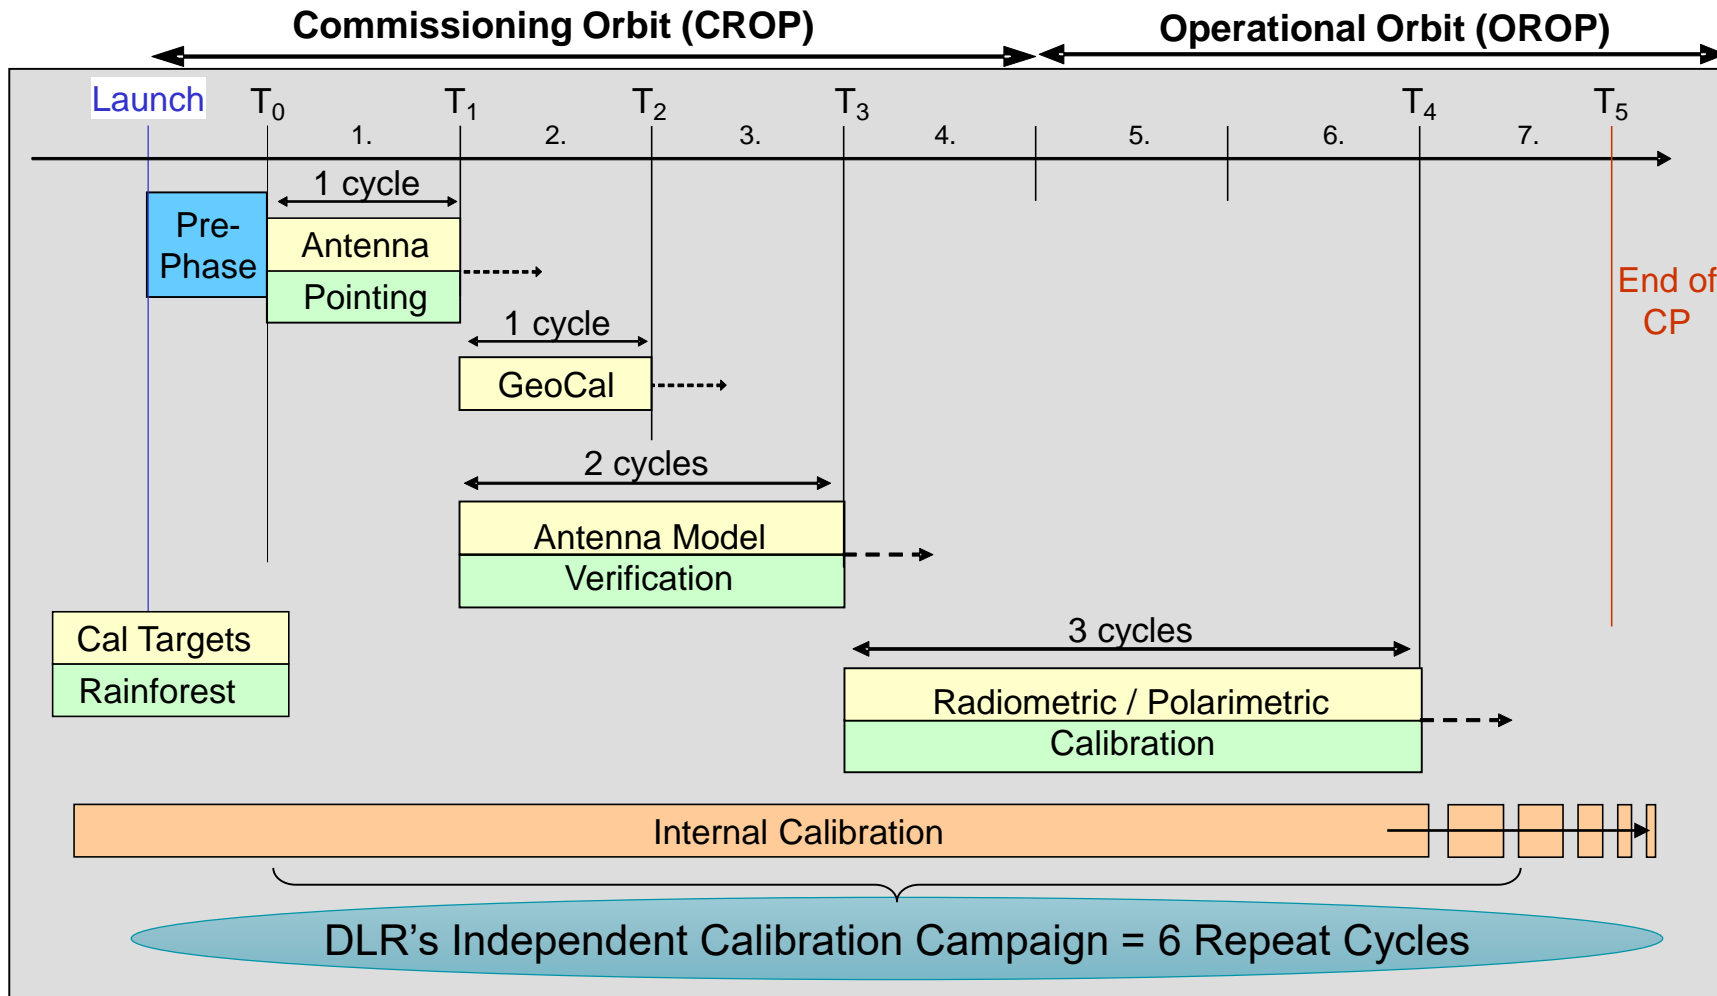 Commissioning Orbit (CROP)
Operational Orbit (OROP)
Launch
T0
T1
T2
T3
T4
T5
1.
2.
3.
4.
5.
6.
7.
1 cycle
Pre-
Phase
Antenna
Pointing
End of
CP
1 cycle
GeoCal
2 cycles
Antenna Model
Verification
Cal Targets
Rainforest
3 cycles
Radiometric / Polarimetric
Calibration
Internal Calibration
DLR's Independent Calibration Campaign = 6 Repeat Cycles